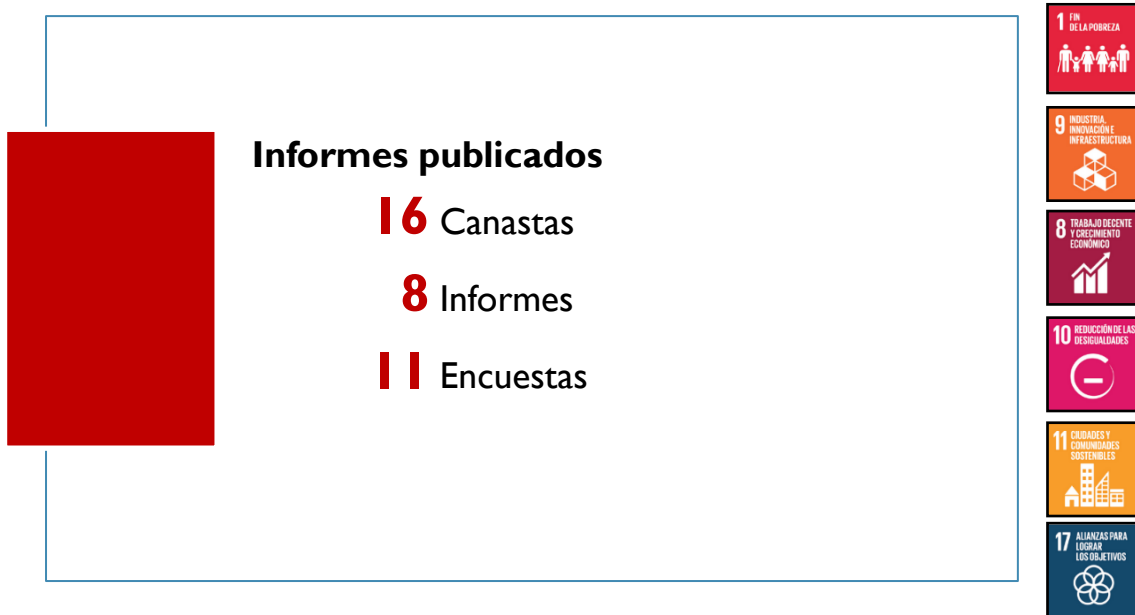 Informes publicados
16 Canastas
8 Informes
11 Encuestas
1 FIN
DE LA POBREZA
9 INDUSTRIA,
INNOVACIÓN E
INFRAESTRUCTURA
8 TRABAJO DECENTE
Y CRECIMIENTO
ECONÓMICO
10 REDUCCIÓN DE LAS
DESIGUALDADES
11 CIUDADES Y
COMUNIDADES
SOSTENIBLES
17 ALIANZAS PARA
LOGRAR
LOS OBJETIVOS